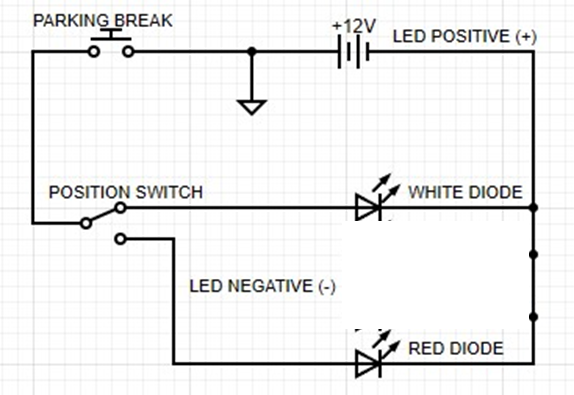 PARKING BREAK
+12V
LED POSITIVE (+)
POSITION SWITCH
WHITE DIODE
LED NEGATIVE (-)
RED DIODE